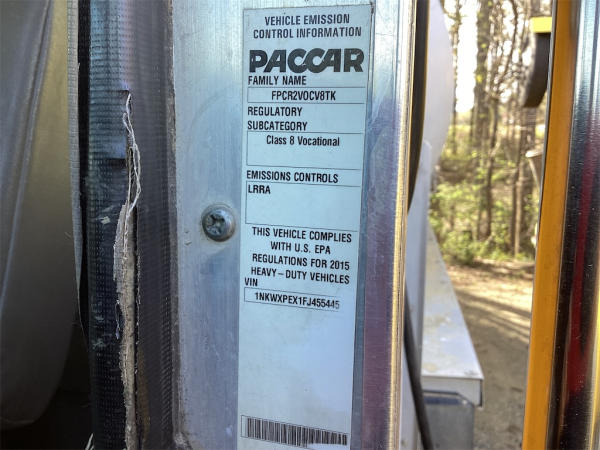 VEHICLE EMISSION
CONTROL INFORMATION
PACCAR
FAMILY NAME
FPCR2VOCV8TK
REGULATORY
SUBCATEGORY
Class 8 Vocational
EMISSIONS CONTROLS
LRRA
THIS VEHICLE COMPLIES
WITH U.S. EPA
REGULATIONS FOR 2015
HEAVY-DUTY VEHICLES
VIN
1NKWXPEX1FJ455445